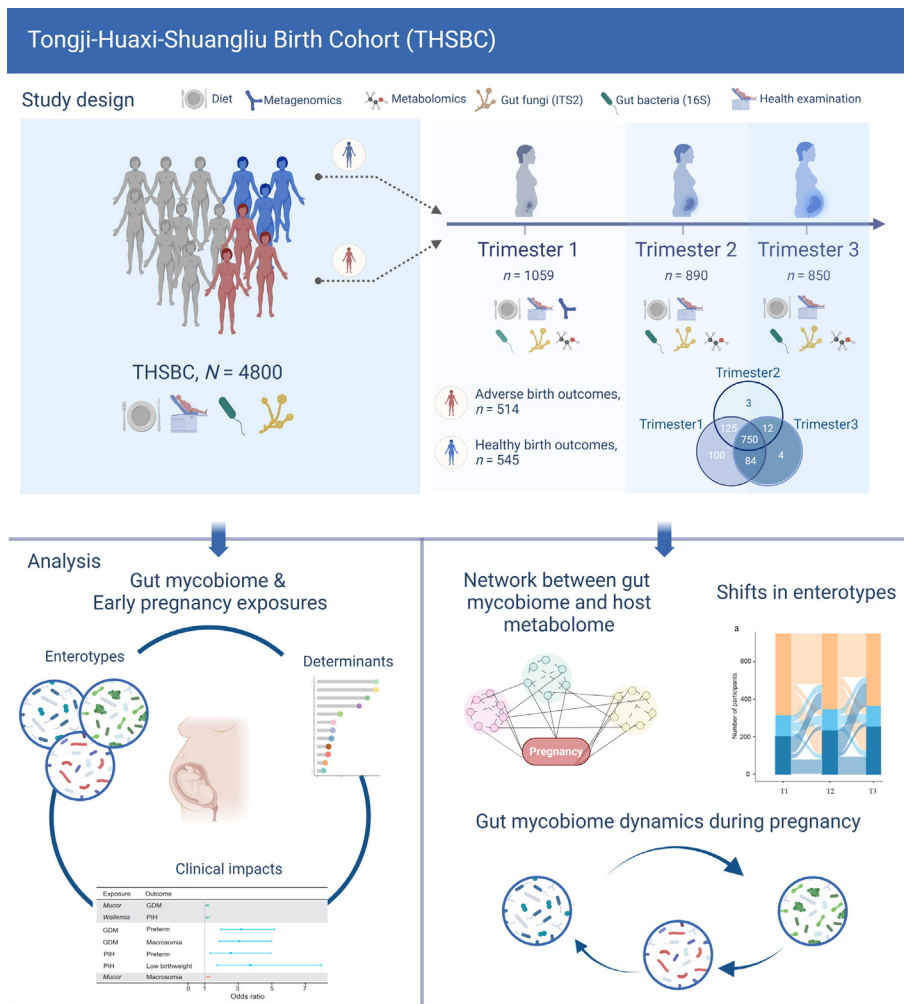 Tongji-Huaxi-Shuangliu Birth Cohort (THSBC)
Study design
Diet
Metagenomics
Metabolomics
Gut fungi (ITS2)
Gut bacteria (16S)
Health examination
THSBC, N = 4800
Trimester 1
n = 1059
Trimester 2
n = 890
Trimester 3
n = 850
Adverse birth outcomes,
n = 514
Healthy birth outcomes,
n = 545
Trimester2
Trimester1
Trimester3
3
125
12
750
100
84
4
Analysis
Gut mycobiome &
Early pregnancy exposures
Enterotypes
Determinants
Clinical impacts
Exposure Outcome
Mucor GDM
Wallemia PIH
GDM Preterm
GDM Macrosomia
PIH Preterm
PIH Low birthweight
Mucor Macrosomia
0 1 3 5 7
Odds ratio
Network between gut
mycobiome and host
metabolome
Pregnancy
Shifts in enterotypes
a
Number of participants
600
400
200
0
T1 T2 T3
Gut mycobiome dynamics during pregnancy